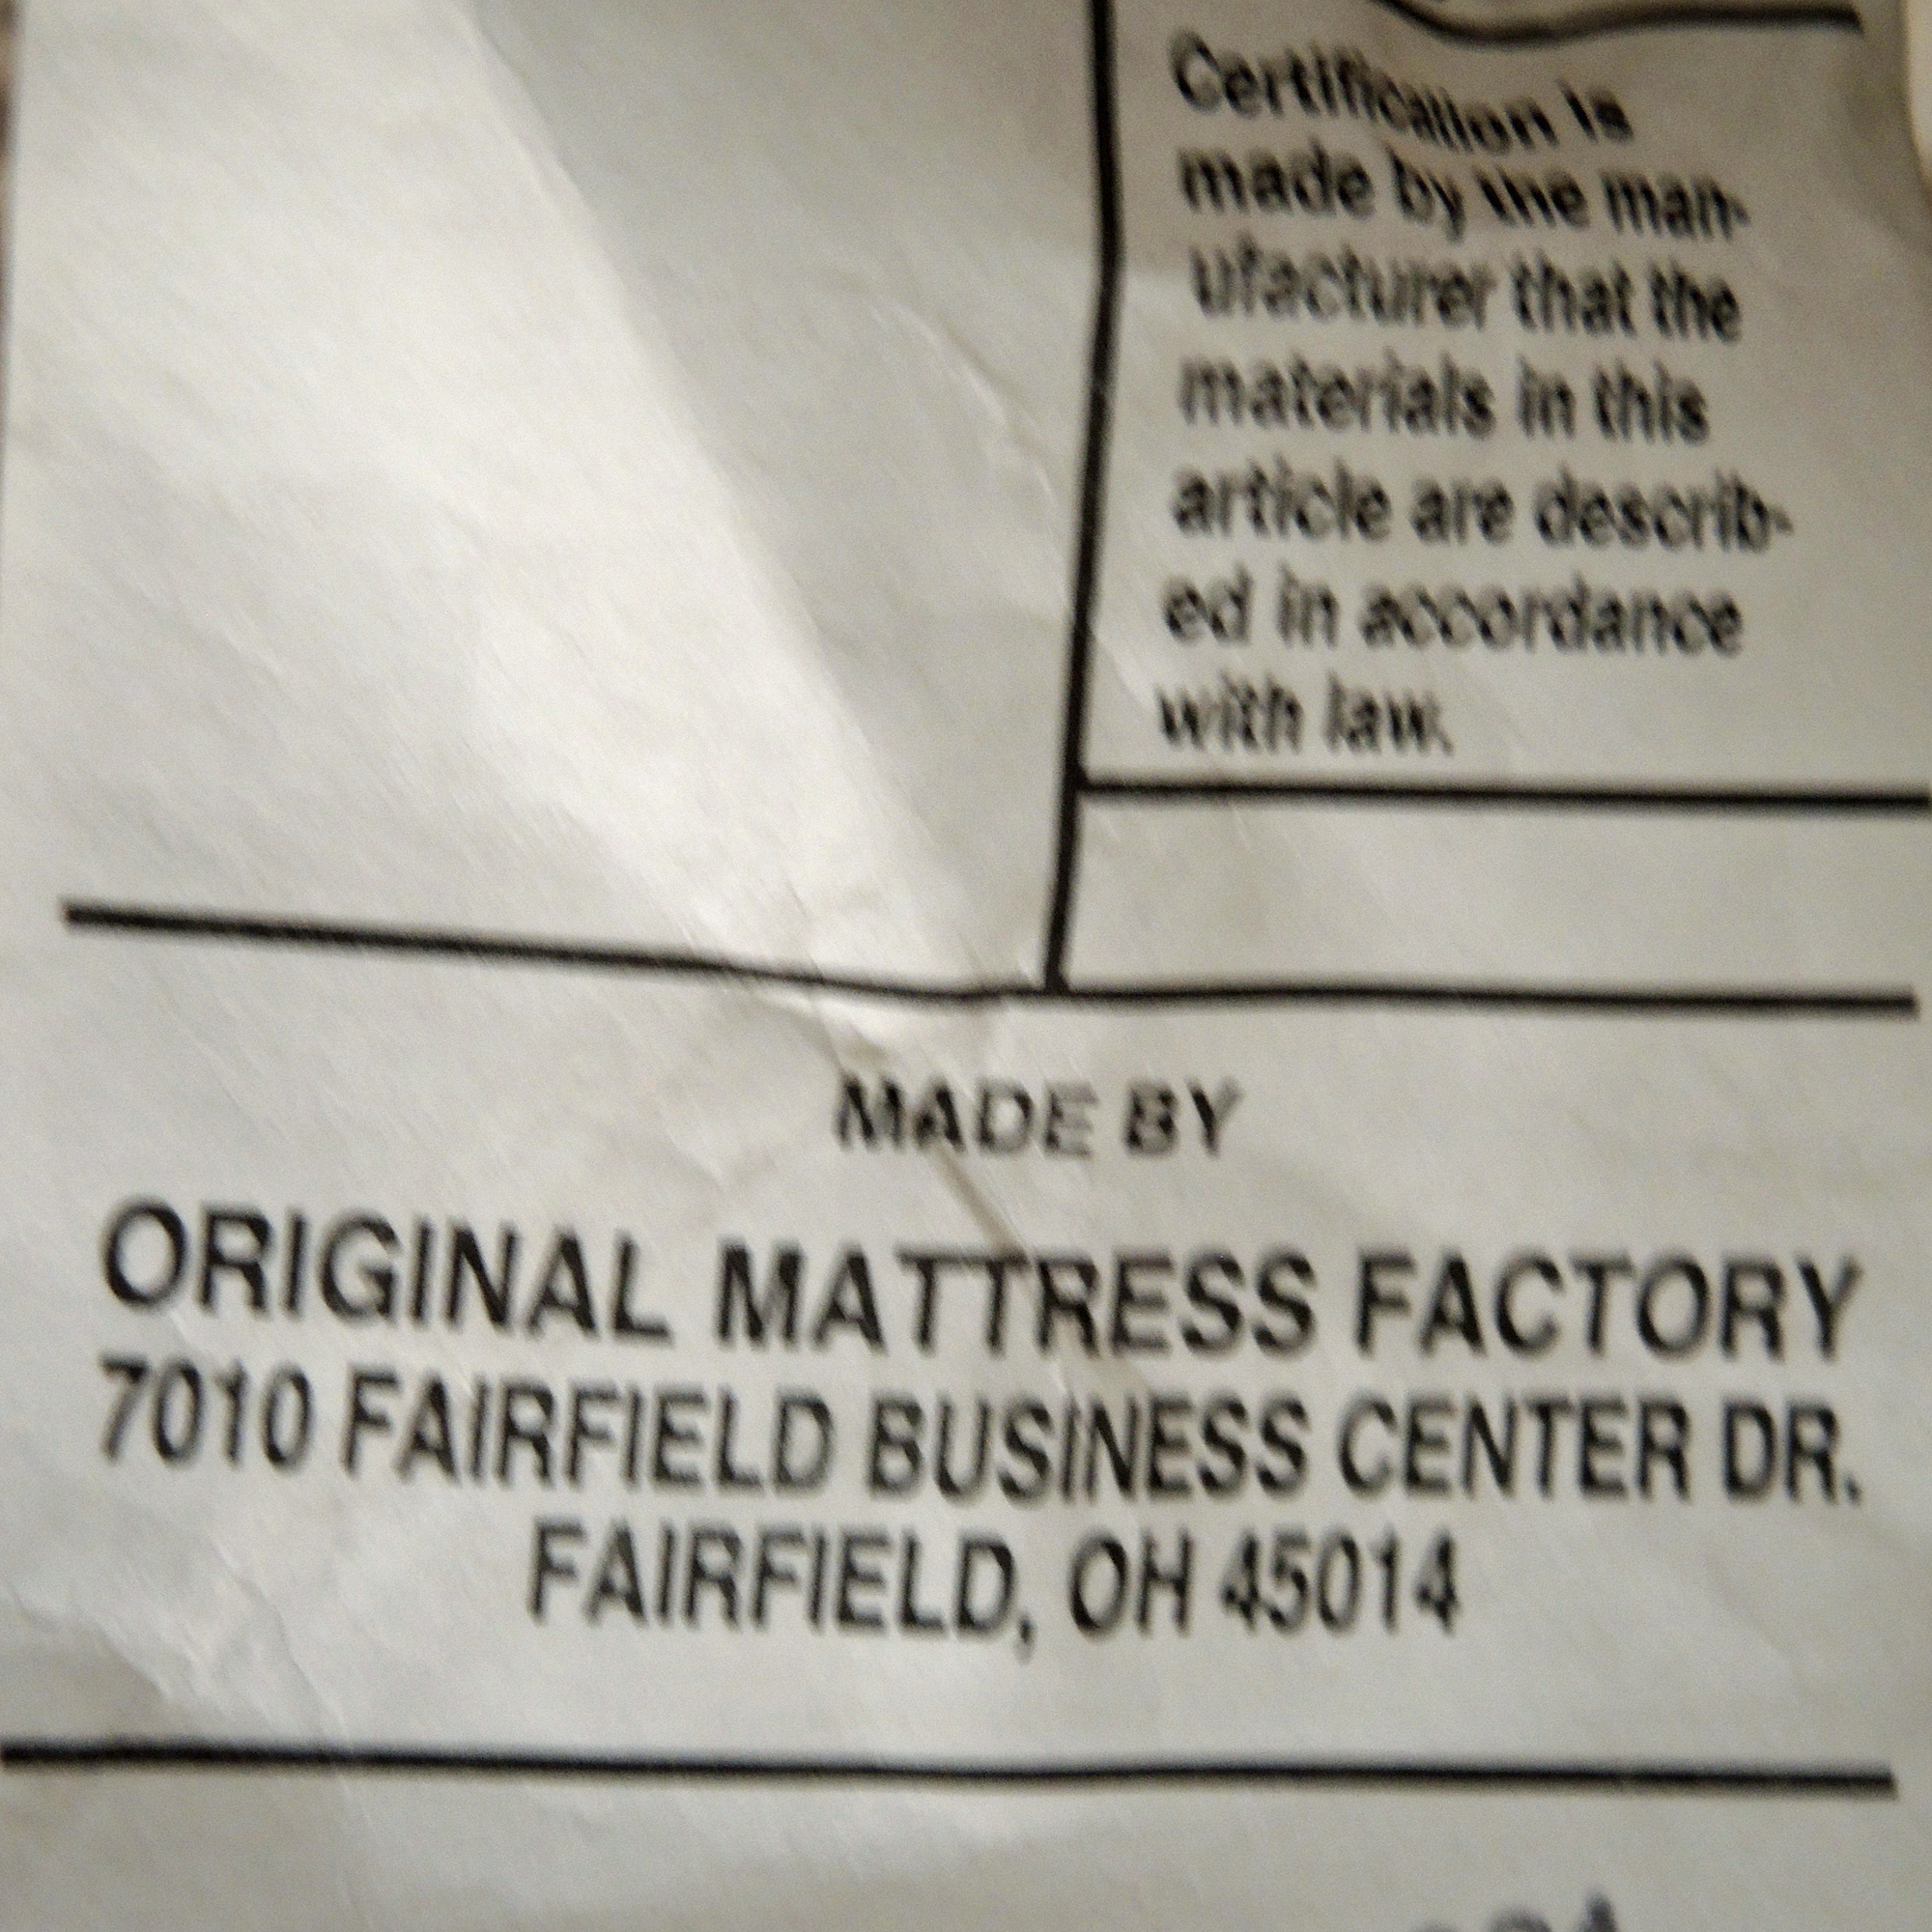 Certification is
made by the man-
ufacturer that the
materials in this
article are describ-
ed in accordance
with law.
MADE BY
ORIGINAL MATTRESS FACTORY
7010 FAIRFIELD BUSINESS CENTER DR.
FAIRFIELD, OH 45014